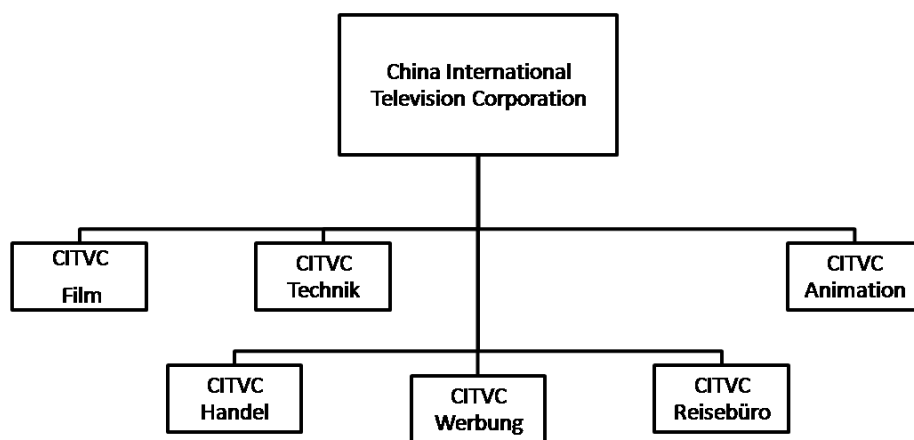 China International
Television Corporation
CITVC
Film
CITVC
Technik
CITVC
Animation
CITVC
Handel
CITVC
Werbung
CITVC
Reisebüro